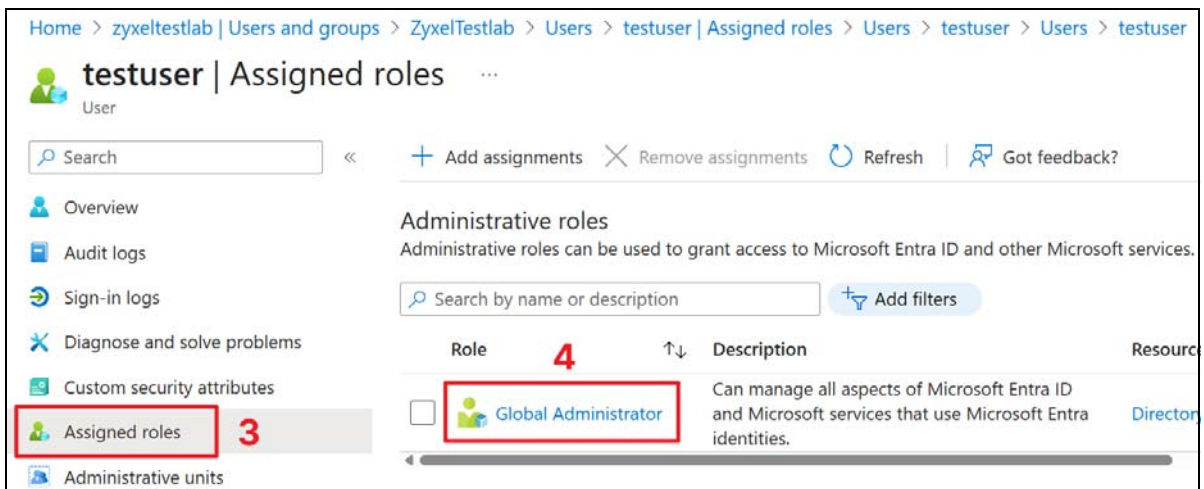 Home > zyxeltestlab | Users and groups > ZyxelTestlab > Users > testuser | Assigned roles > Users > testuser > Users > testuser
testuser | Assigned roles ...
User
Search «
Overview
Audit logs
Sign-in logs
Diagnose and solve problems
Custom security attributes
Assigned roles 3
Administrative units
+ Add assignments × Remove assignments Refresh | Got feedback?
Administrative roles
Administrative roles can be used to grant access to Microsoft Entra ID and other Microsoft services.
Search by name or description Add filters
Role 4 ↑↓ Description Resource
Global Administrator
Can manage all aspects of Microsoft Entra ID
and Microsoft services that use Microsoft Entra
identities.
Directory